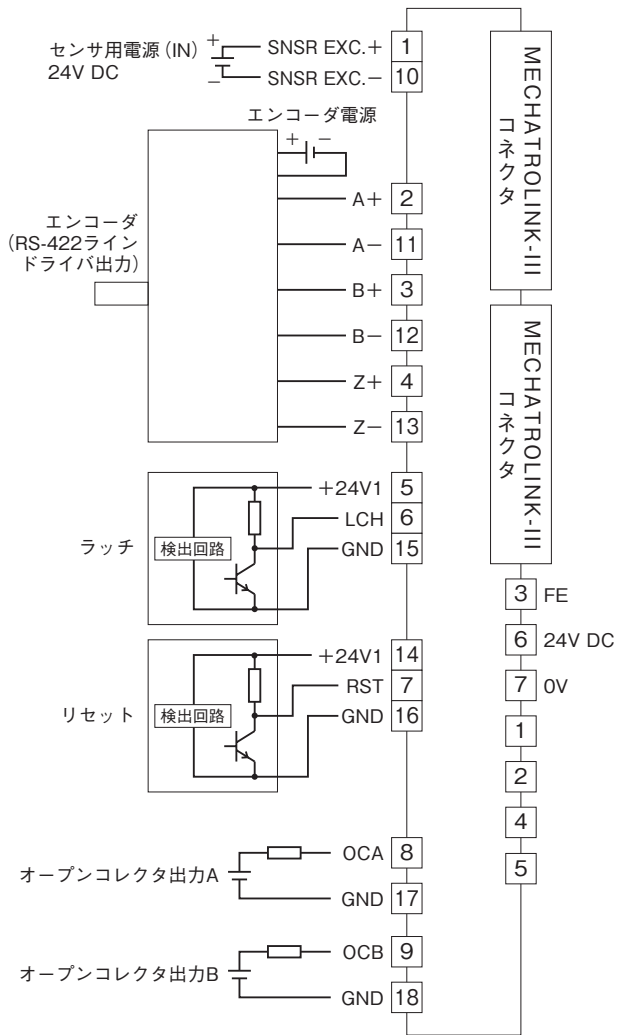 センサ用電源 (IN)
24V DC
+
−
SNSR EXC.+ 1
SNSR EXC.− 10
エンコーダ電源
+ −
エンコーダ
(RS-422ライン
ドライバ出力)
A+ 2
A− 11
B+ 3
B− 12
Z+ 4
Z− 13
ラッチ
検出回路
+24V1 5
LCH 6
GND 15
リセット
検出回路
+24V1 14
RST 7
GND 16
オープンコレクタ出力A
OCA 8
GND 17
オープンコレクタ出力B
OCB 9
GND 18
MECHATROLINK-III
コネクタ
MECHATROLINK-III
コネクタ
3 FE
6 24V DC
7 0V
1
2
4
5